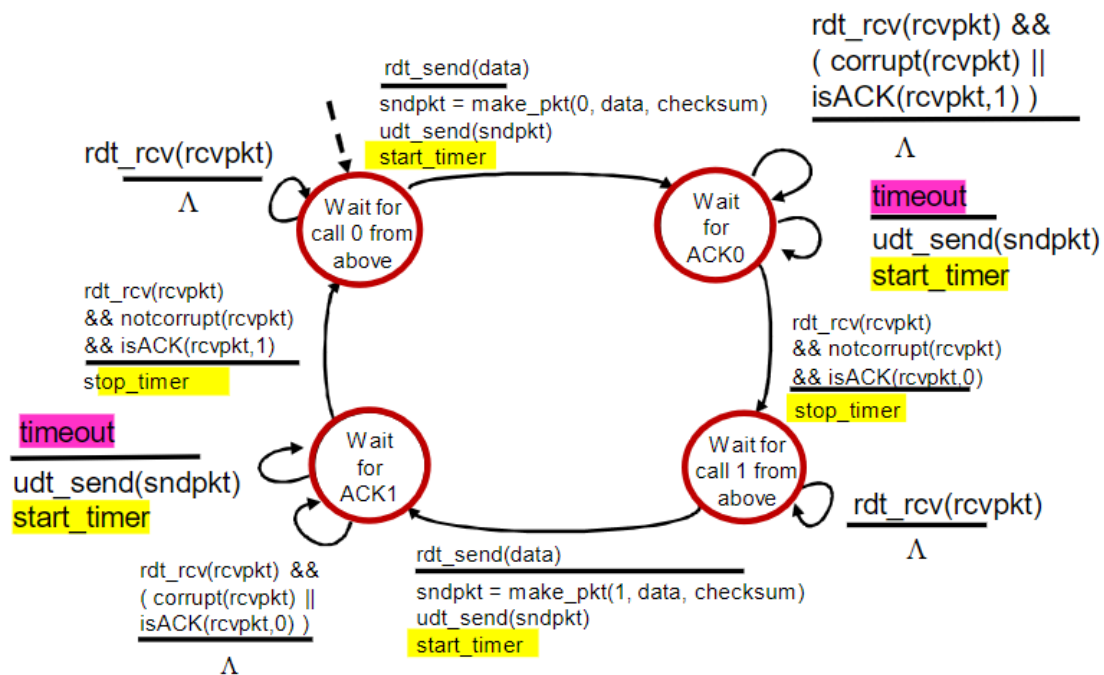 rdt_send(data)
sndpkt = make_pkt(0, data, checksum)
udt_send(sndpkt)
start_timer
rdt_rcv(rcvpkt) &&
( corrupt(rcvpkt) ||
isACK(rcvpkt,1) )
Λ
rdt_rcv(rcvpkt)
Λ
Wait for
call 0 from
above
Wait
for
ACK0
timeout
udt_send(sndpkt)
start_timer
rdt_rcv(rcvpkt)
&& notcorrupt(rcvpkt)
&& isACK(rcvpkt,1)
stop_timer
rdt_rcv(rcvpkt)
&& notcorrupt(rcvpkt)
&& isACK(rcvpkt,0)
stop_timer
timeout
udt_send(sndpkt)
start_timer
Wait
for
ACK1
Wait for
call 1 from
above
rdt_rcv(rcvpkt)
Λ
rdt_rcv(rcvpkt) &&
( corrupt(rcvpkt) ||
isACK(rcvpkt,0) )
Λ
rdt_send(data)
sndpkt = make_pkt(1, data, checksum)
udt_send(sndpkt)
start_timer